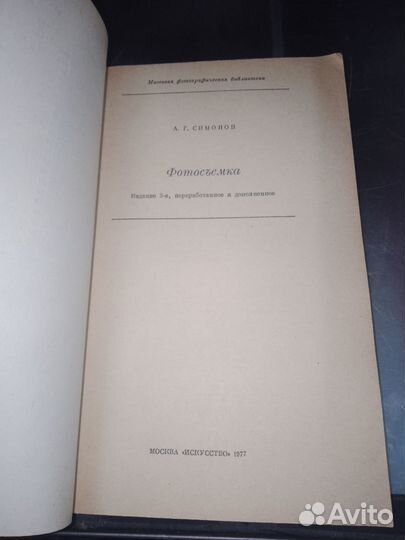 Массовая фотографическая библиотека
А. Г. СИМОНОВ
Фотосъемка
Издание 3-е, переработанное и дополненное
МОСКВА «ИСКУССТВО» 1977
Avito